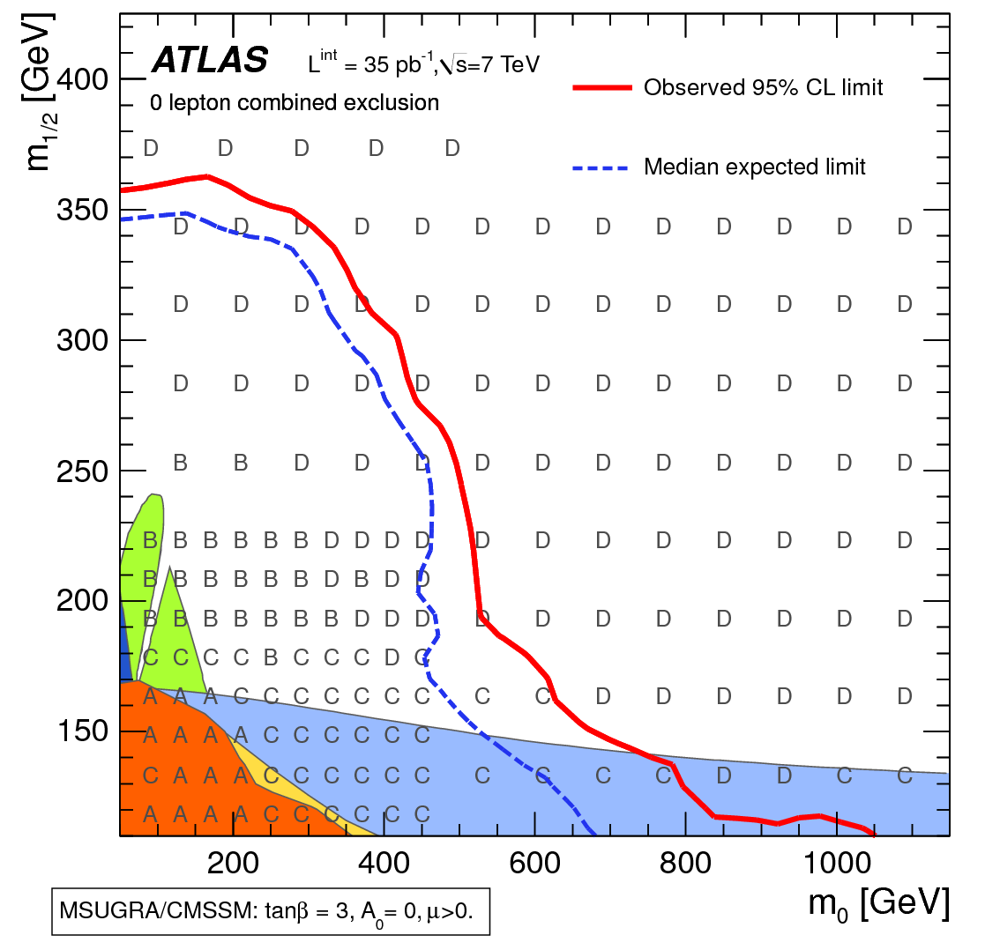 m1/2 [GeV]
ATLAS Lint = 35 pb-1,√s=7 TeV
0 lepton combined exclusion
Observed 95% CL limit
Median expected limit
400
D D D D D
350
D D D D D D D D D D D D D
D D D D D D D D D D D D D
300
D D D D D D D D D D D D D
250
B B D D D D D D D D D D D
B B B B B B D D D D D D D D D D D D
B B B B B B D B D D
200
B B B B B B B D D D D D D D D D D D
C C C C B C C C D C
A A A C C C C C C C C C D D D D D D
150
A A A A C C C C C C
C A A A C C C C C C C C C C D D C C
A A A A C C C C C C
200 400 600 800 1000
m0 [GeV]
MSUGRA/CMSSM: tanβ = 3, A0= 0, μ>0.